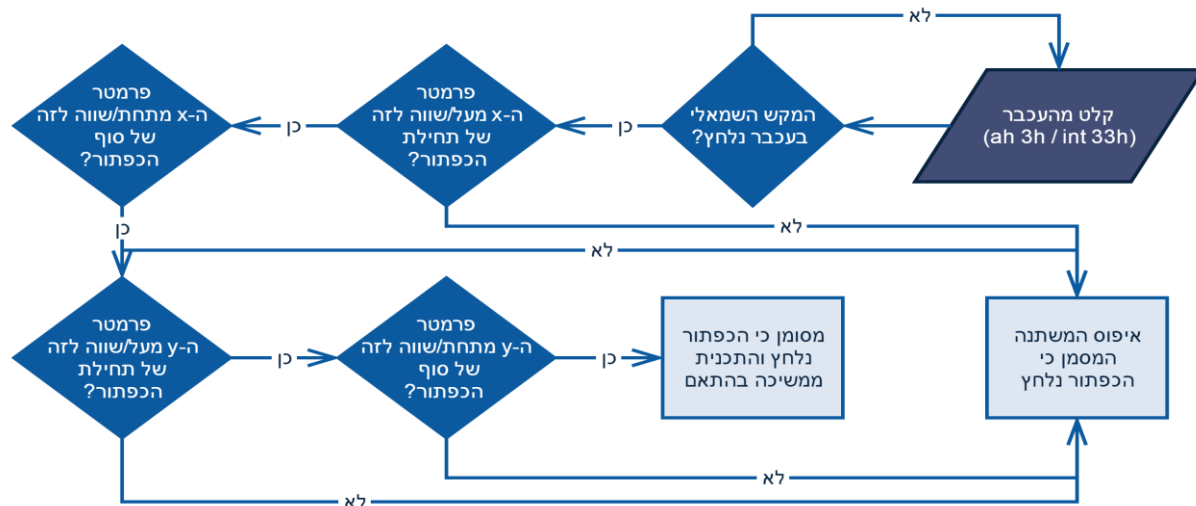 לא
קלט מהעכבר
(ah 3h / int 33h)
המקש השמאלי
בעכבר נלחץ?
כן
פרמטר
ה-x מעל/שווה לזה
של תחילת
הכפתור?
כן
פרמטר
ה-x מתחת/שווה לזה
של סוף
הכפתור?
כן
לא
לא
פרמטר
ה-y מעל/שווה לזה
של תחילת
הכפתור?
כן
פרמטר
ה-y מתחת/שווה לזה
של סוף
הכפתור?
כן
מסומן כי הכפתור
נלחץ והתכנית
ממשיכה בהתאם
איפוס המשתנה
המסמן כי
הכפתור נלחץ
לא
לא